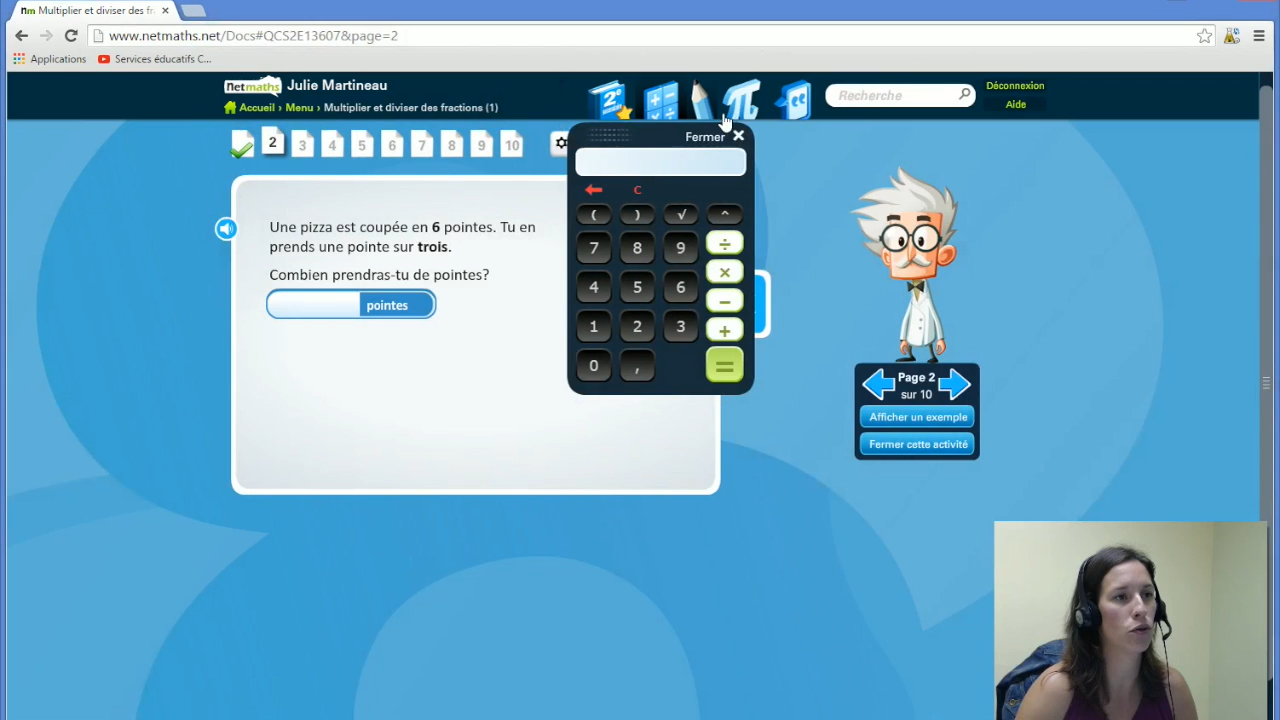 Nm Multiplier et diviser des fr
www.netmaths.net/Docs#QCS2E13607&page=2
Applications Services éducatifs C...
netmaths Julie Martineau
Accueil › Menu › Multiplier et diviser des fractions (1)
2e
Recherche
Déconnexion
Aide
2 3 4 5 6 7 8 9 10
Fermer ×
← C
( ) √ ^
7 8 9 ÷
4 5 6 ×
1 2 3 −
+
0 , =
Une pizza est coupée en 6 pointes. Tu en
prends une pointe sur trois.
Combien prendras-tu de pointes?
pointes
Page 2
sur 10
Afficher un exemple
Fermer cette activité